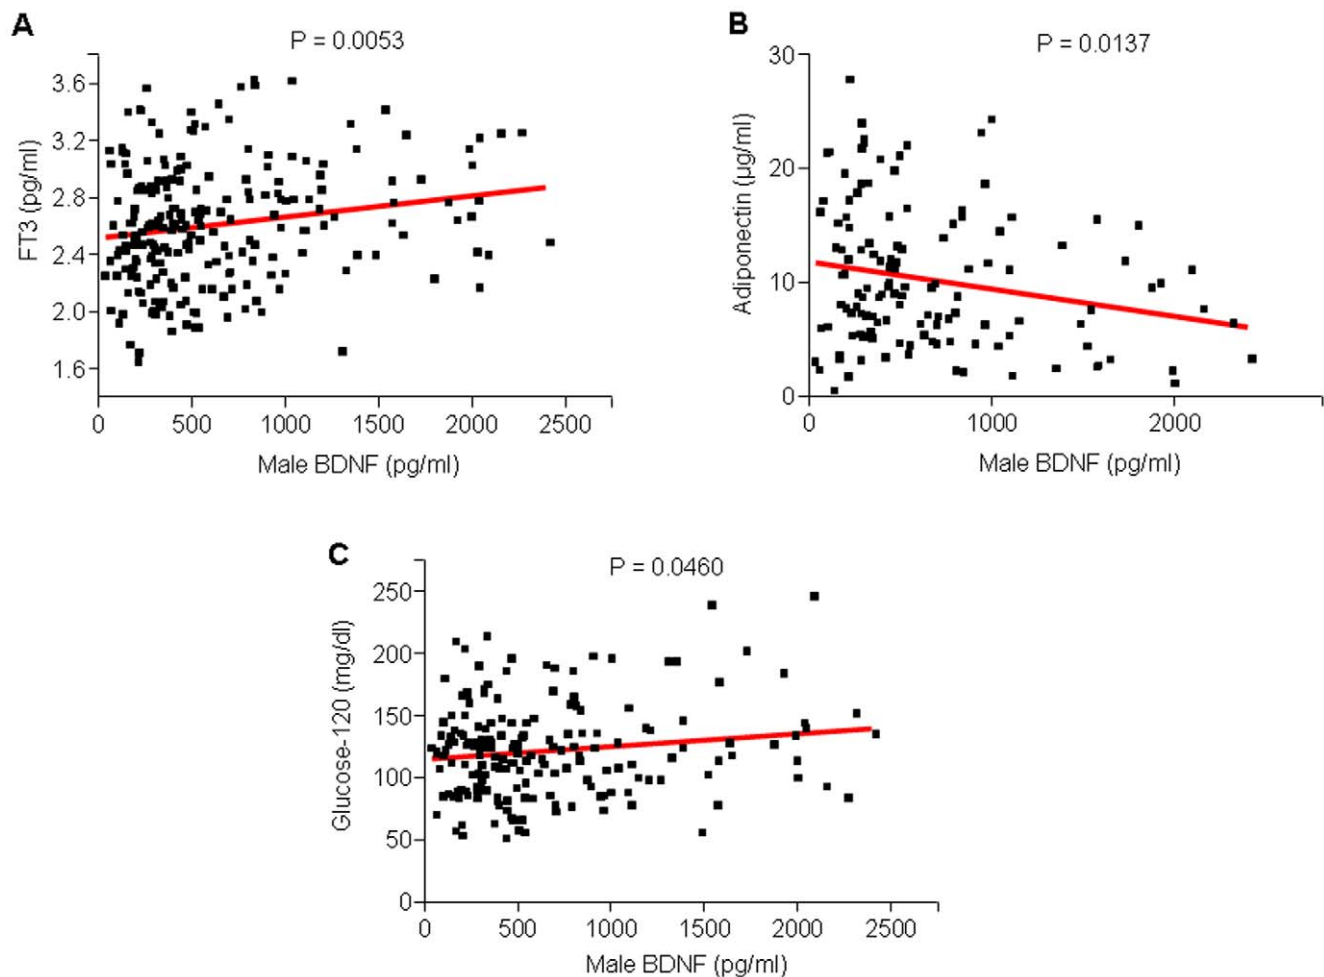 A
P = 0.0053
3.6
3.2
2.8
2.4
2.0
1.6
FT3 (pg/ml)
0 500 1000 1500 2000 2500
Male BDNF (pg/ml)
B
P = 0.0137
30
20
10
0
Adiponectin (µg/ml)
0 1000 2000
Male BDNF (pg/ml)
C
P = 0.0460
250
200
150
100
50
0
Glucose-120 (mg/dl)
0 500 1000 1500 2000 2500
Male BDNF (pg/ml)